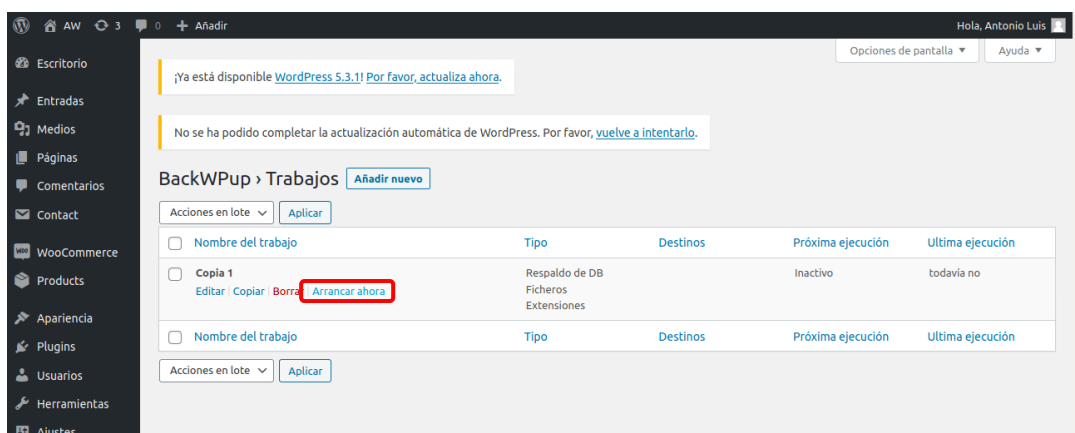 AW 3 0 + Añadir Hola, Antonio Luis
Opciones de pantalla ▼ Ayuda ▼
Escritorio
Entradas
Medios
Páginas
Comentarios
Contact
WooCommerce
Products
Apariencia
Plugins
Usuarios
Herramientas
Ajustes
¡Ya está disponible WordPress 5.3.1! Por favor, actualiza ahora.
No se ha podido completar la actualización automática de WordPress. Por favor, vuelve a intentarlo.
BackWPup › Trabajos Añadir nuevo
Acciones en lote Aplicar
Nombre del trabajo Tipo Destinos Próxima ejecución Ultima ejecución
Copia 1 Respaldo de DB Inactivo todavía no
Editar | Copiar | Borrar | Arrancar ahora Ficheros
Extensiones
Nombre del trabajo Tipo Destinos Próxima ejecución Ultima ejecución
Acciones en lote Aplicar